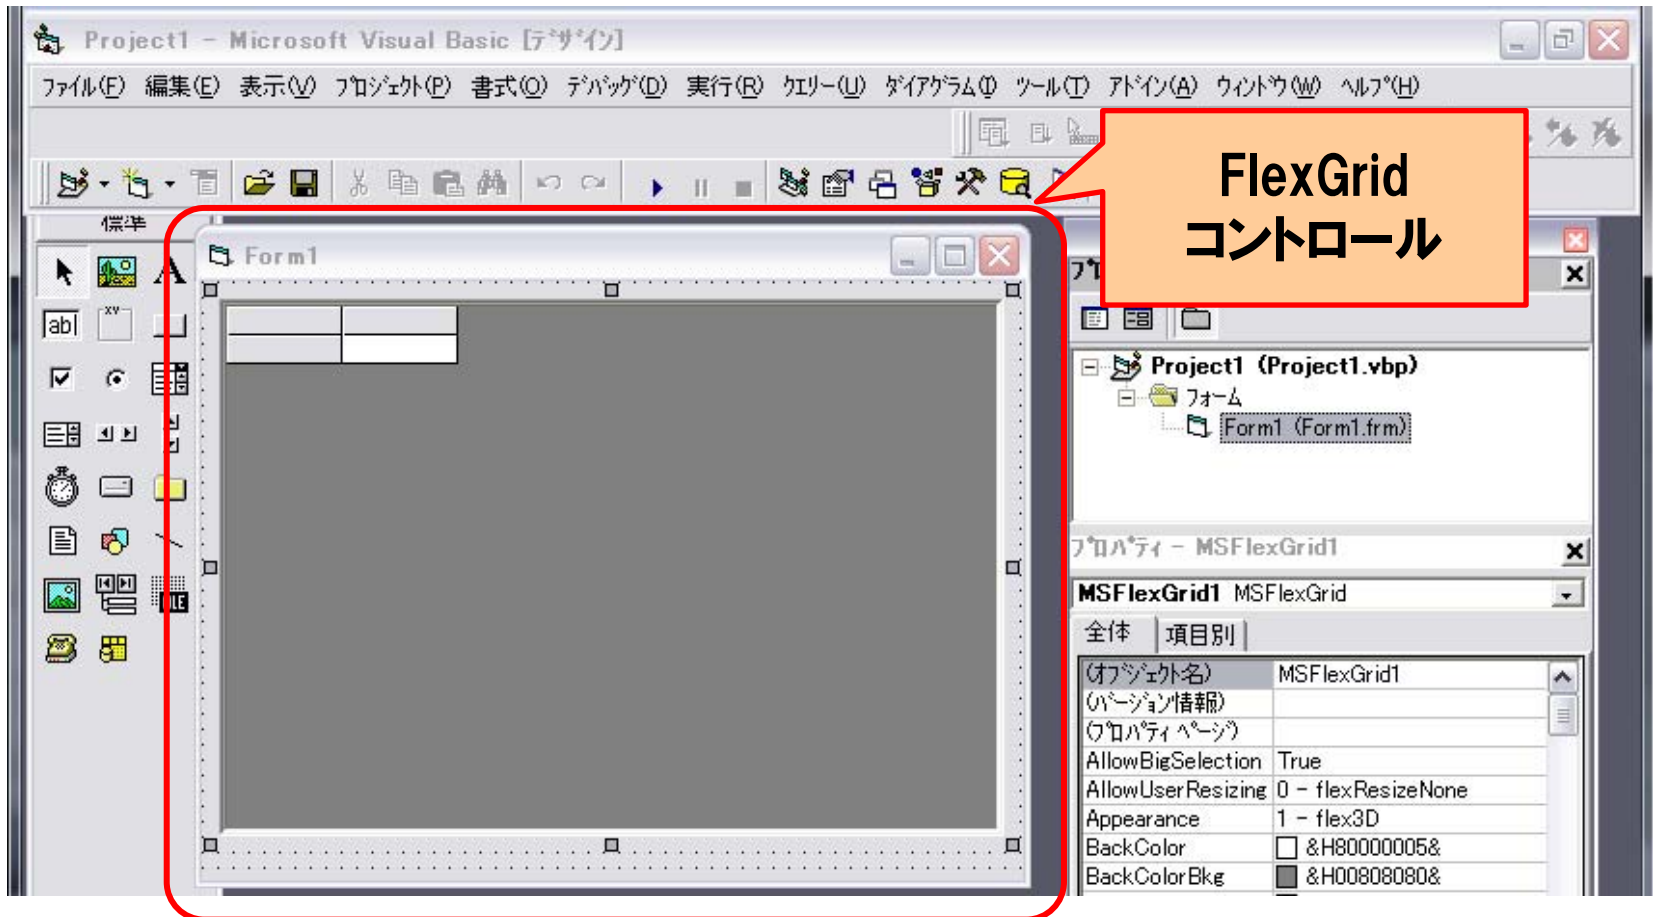 Project1 - Microsoft Visual Basic [デザイン]
ファイル(F) 編集(E) 表示(V) プロジェクト(P) 書式(O) デバッグ(D) 実行(R) クエリー(U) ダイアグラム(I) ツール(T) アドイン(A) ウィンドウ(W) ヘルプ(H)
FlexGrid
コントロール
標準
Form1
A
ab
XY
Project1 (Project1.vbp)
フォーム
Form1 (Form1.frm)
プロパティ - MSFlexGrid1
MSFlexGrid1 MSFlexGrid
全体 項目別
(オブジェクト名) MSFlexGrid1
(バージョン情報)
(プロパティ ページ)
AllowBigSelection True
AllowUserResizing 0 - flexResizeNone
Appearance 1 - flex3D
BackColor &H80000005&
BackColorBkg &H00808080&